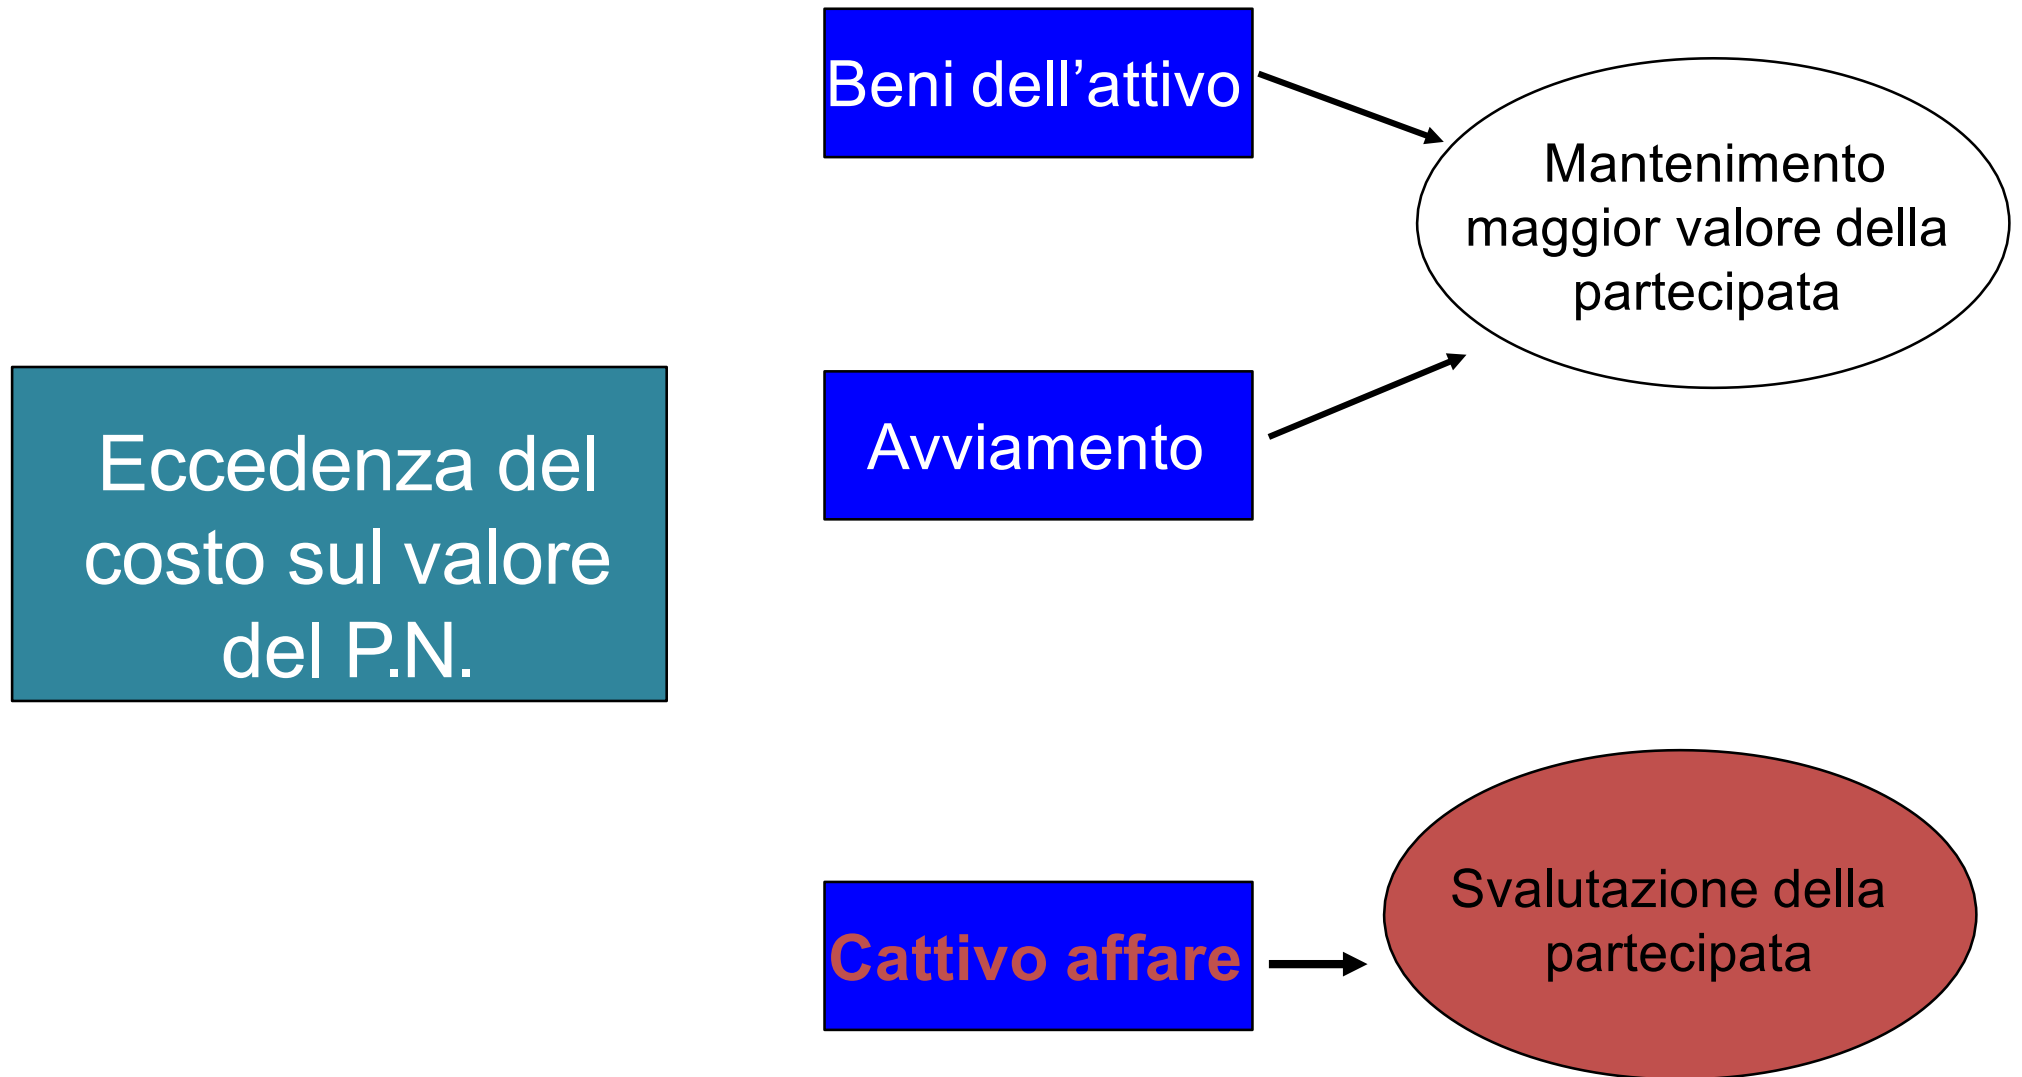 Beni dell’attivo
Mantenimento
maggior valore della
partecipata
Eccedenza del
costo sul valore
del P.N.
Avviamento
Cattivo affare
Svalutazione della
partecipata